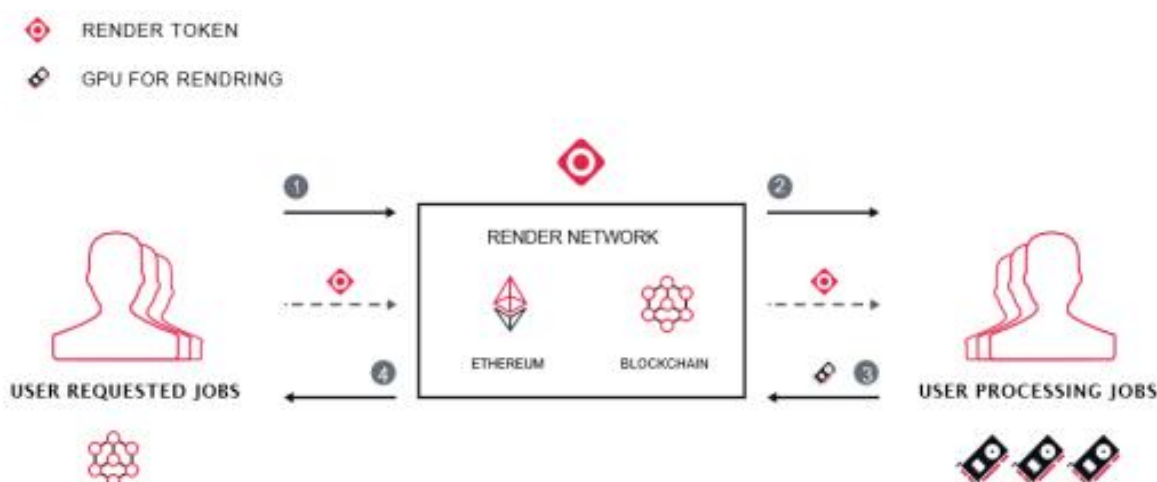 RENDER TOKEN
GPU FOR RENDRING
1
2
RENDER NETWORK
ETHEREUM
BLOCKCHAIN
4
3
USER REQUESTED JOBS
USER PROCESSING JOBS